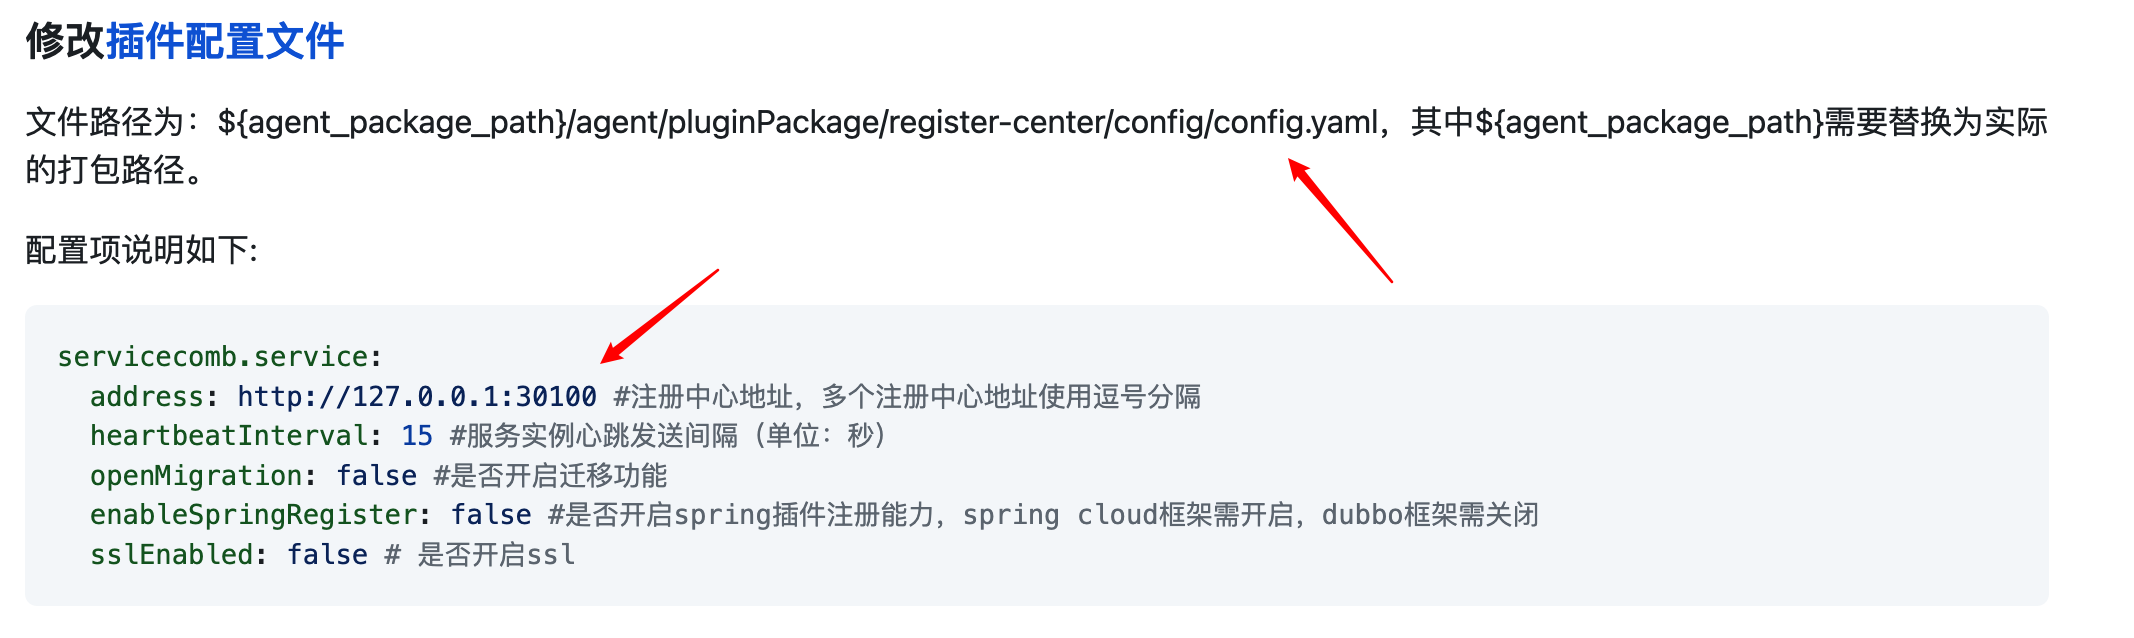 修改插件配置文件
文件路径为：${agent_package_path}/agent/pluginPackage/register-center/config/config.yaml，其中${agent_package_path}需要替换为实际
的打包路径。
配置项说明如下:
servicecomb.service:
  address: http://127.0.0.1:30100 #注册中心地址，多个注册中心地址使用逗号分隔
  heartbeatInterval: 15 #服务实例心跳发送间隔（单位：秒）
  openMigration: false #是否开启迁移功能
  enableSpringRegister: false #是否开启spring插件注册能力，spring cloud框架需开启，dubbo框架需关闭
  sslEnabled: false # 是否开启ssl